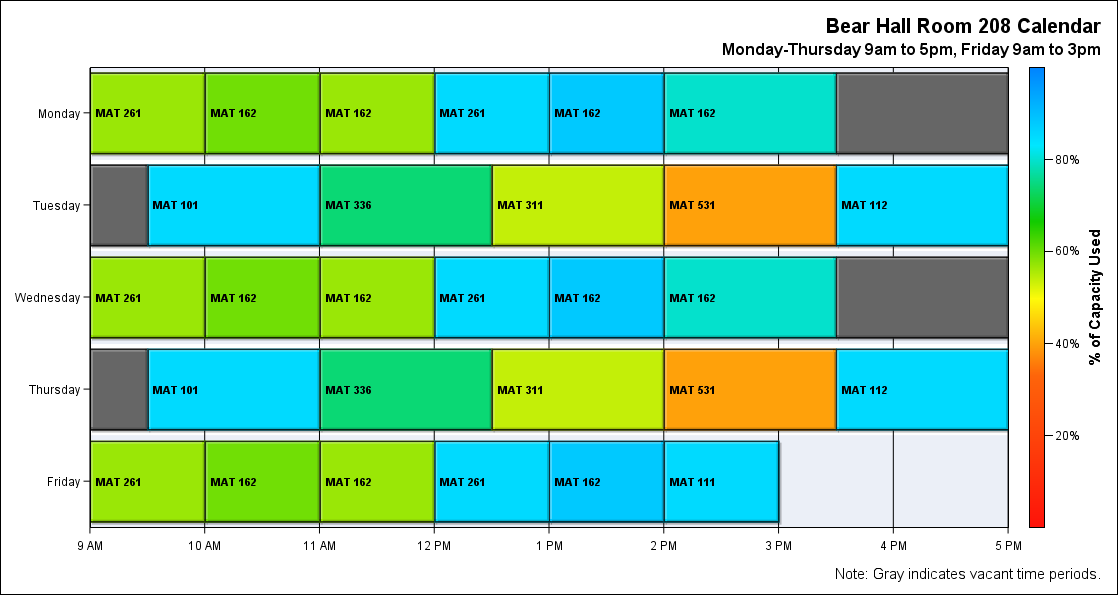 Bear Hall Room 208 Calendar
Monday-Thursday 9am to 5pm, Friday 9am to 3pm
Monday MAT 261 MAT 162 MAT 162 MAT 261 MAT 162 MAT 162
Tuesday MAT 101 MAT 336 MAT 311 MAT 531 MAT 112
Wednesday MAT 261 MAT 162 MAT 162 MAT 261 MAT 162 MAT 162
Thursday MAT 101 MAT 336 MAT 311 MAT 531 MAT 112
Friday MAT 261 MAT 162 MAT 162 MAT 261 MAT 162 MAT 111
9 AM 10 AM 11 AM 12 PM 1 PM 2 PM 3 PM 4 PM 5 PM
80%
60%
40%
20%
% of Capacity Used
Note: Gray indicates vacant time periods.